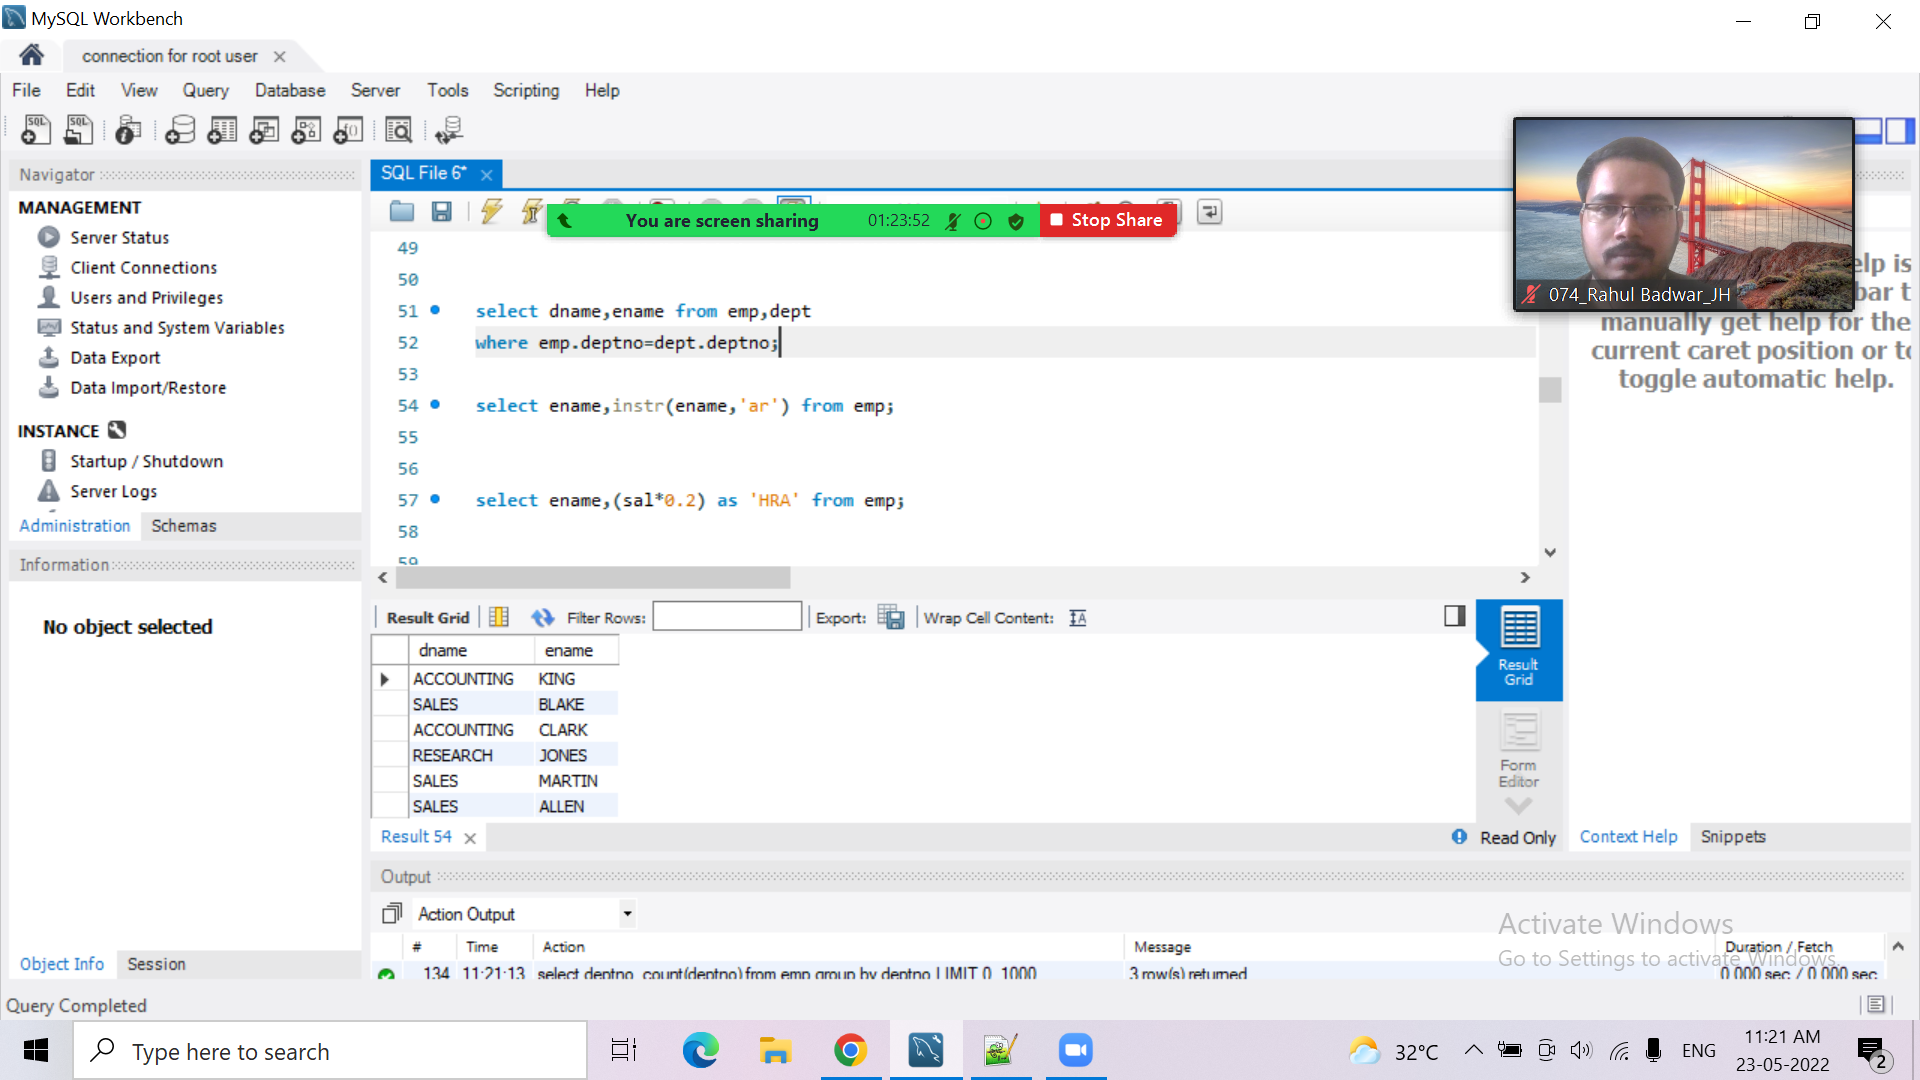 MySQL Workbench
connection for root user
File Edit View Query Database Server Tools Scripting Help
Navigator
MANAGEMENT
Server Status
Client Connections
Users and Privileges
Status and System Variables
Data Export
Data Import/Restore
INSTANCE
Startup / Shutdown
Server Logs
Administration Schemas
Information
No object selected
Object Info Session
SQL File 6*
You are screen sharing 01:23:52 Stop Share
49
50
51 select dname,ename from emp,dept
52 where emp.deptno=dept.deptno;
53
54 select ename,instr(ename,'ar') from emp;
55
56
57 select ename,(sal*0.2) as 'HRA' from emp;
58
59
074_Rahul Badwar_JH
elp is
bar t
manually get help for the
current caret position or to
toggle automatic help.
Result Grid Filter Rows: Export: Wrap Cell Content:
dname ename
ACCOUNTING KING
SALES BLAKE
ACCOUNTING CLARK
RESEARCH JONES
SALES MARTIN
SALES ALLEN
Result Grid
Form Editor
Result 54
Read Only
Context Help Snippets
Output
Action Output
# Time Action Message Duration / Fetch
134 11:21:13 select deptno, count(deptno) from emp group by deptno LIMIT 0, 1000 3 row(s) returned 0.000 sec / 0.000 sec
Activate Windows
Go to Settings to activate Windows.
Query Completed
Type here to search
32°C
ENG
11:21 AM
23-05-2022
2